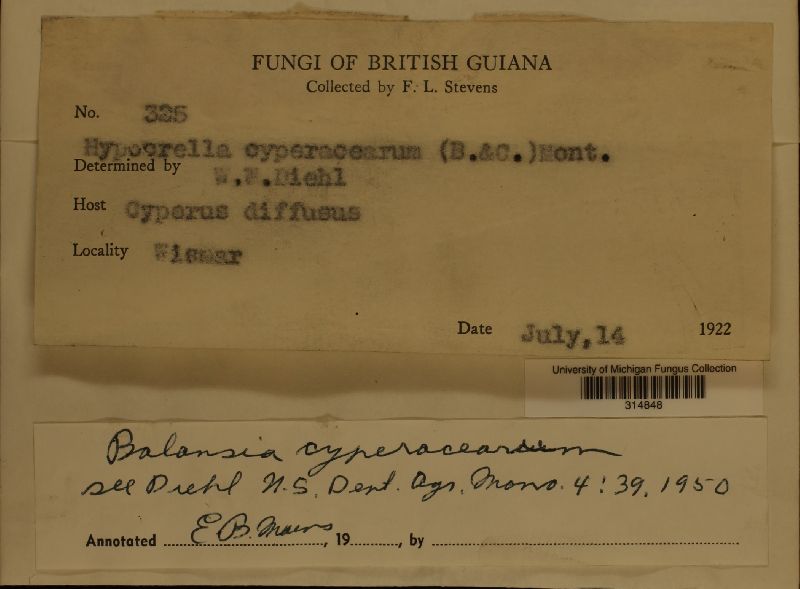 FUNGI OF BRITISH GUIANA
Collected by F. L. Stevens
No. 325
Hypocrella cyperacearum (B.&C.)Mont.
Determined by W.W.Diehl
Host Cyperus diffusus
Locality Wismar
Date July,14 1922
University of Michigan Fungus Collection
314848
Balansia cyperacearum
see Diehl U.S. Dept. Agr. Mono. 4:39, 1950
Annotated E B. Mains, 19, by